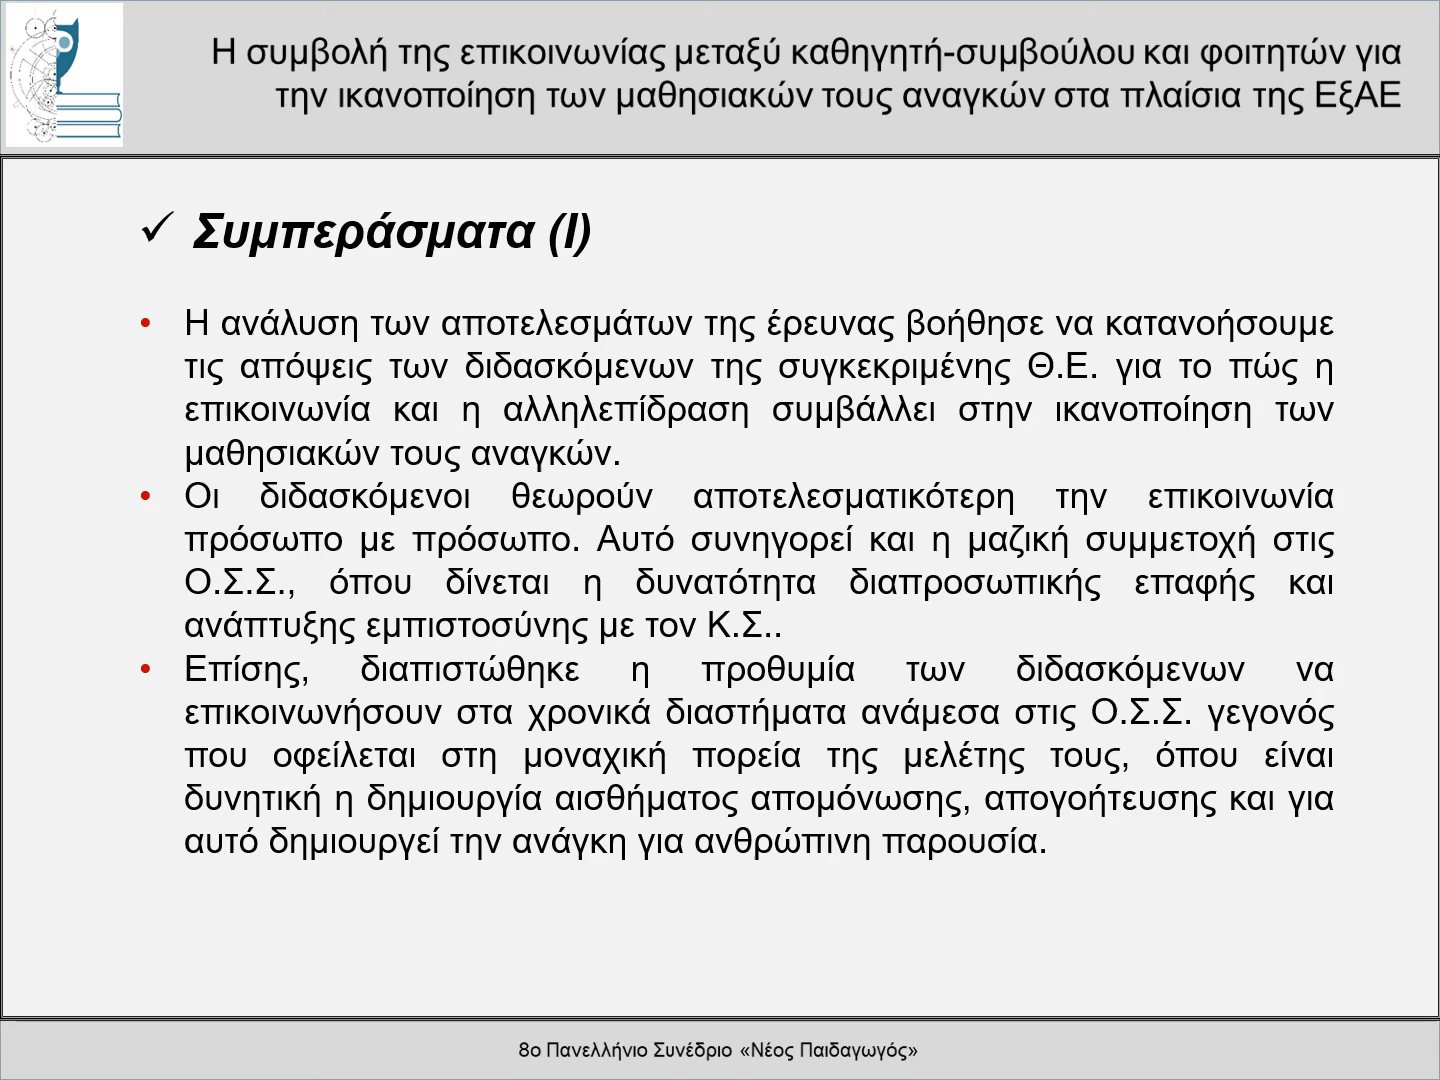 Η συμβολή της επικοινωνίας μεταξύ καθηγητή-συμβούλου και φοιτητών για
την ικανοποίηση των μαθησιακών τους αναγκών στα πλαίσια της ΕξΑΕ
✓ Συμπεράσματα (Ι)
• Η ανάλυση των αποτελεσμάτων της έρευνας βοήθησε να κατανοήσουμε
τις απόψεις των διδασκόμενων της συγκεκριμένης Θ.Ε. για το πώς η
επικοινωνία και η αλληλεπίδραση συμβάλλει στην ικανοποίηση των
μαθησιακών τους αναγκών.
• Οι διδασκόμενοι θεωρούν αποτελεσματικότερη την επικοινωνία
πρόσωπο με πρόσωπο. Αυτό συνηγορεί και η μαζική συμμετοχή στις
Ο.Σ.Σ., όπου δίνεται η δυνατότητα διαπροσωπικής επαφής και
ανάπτυξης εμπιστοσύνης με τον Κ.Σ..
• Επίσης, διαπιστώθηκε η προθυμία των διδασκόμενων να
επικοινωνήσουν στα χρονικά διαστήματα ανάμεσα στις Ο.Σ.Σ. γεγονός
που οφείλεται στη μοναχική πορεία της μελέτης τους, όπου είναι
δυνητική η δημιουργία αισθήματος απομόνωσης, απογοήτευσης και για
αυτό δημιουργεί την ανάγκη για ανθρώπινη παρουσία.
8ο Πανελλήνιο Συνέδριο «Νέος Παιδαγωγός»